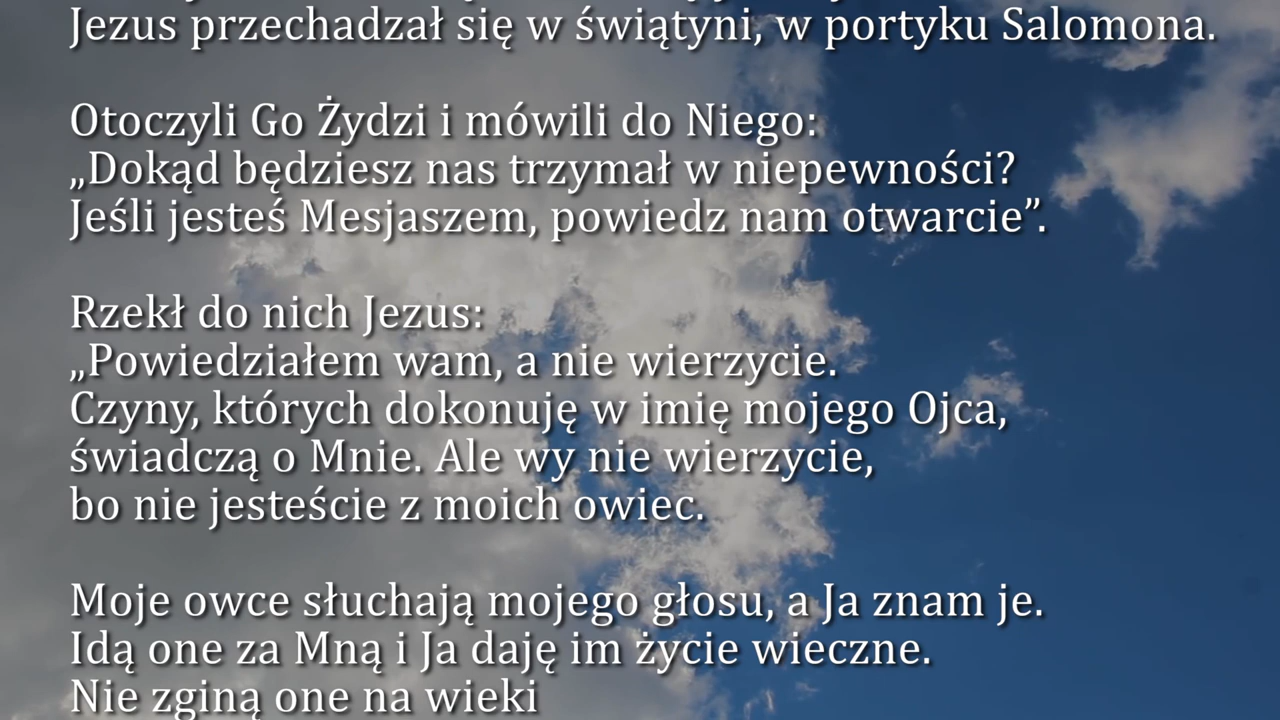 Jezus przechadzał się w świątyni, w portyku Salomona.
Otoczyli Go Żydzi i mówili do Niego:
„Dokąd będziesz nas trzymał w niepewności?
Jeśli jesteś Mesjaszem, powiedz nam otwarcie”.
Rzekł do nich Jezus:
„Powiedziałem wam, a nie wierzycie.
Czyny, których dokonuję w imię mojego Ojca,
świadczą o Mnie. Ale wy nie wierzycie,
bo nie jesteście z moich owiec.
Moje owce słuchają mojego głosu, a Ja znam je.
Idą one za Mną i Ja daję im życie wieczne.
Nie zginą one na wieki